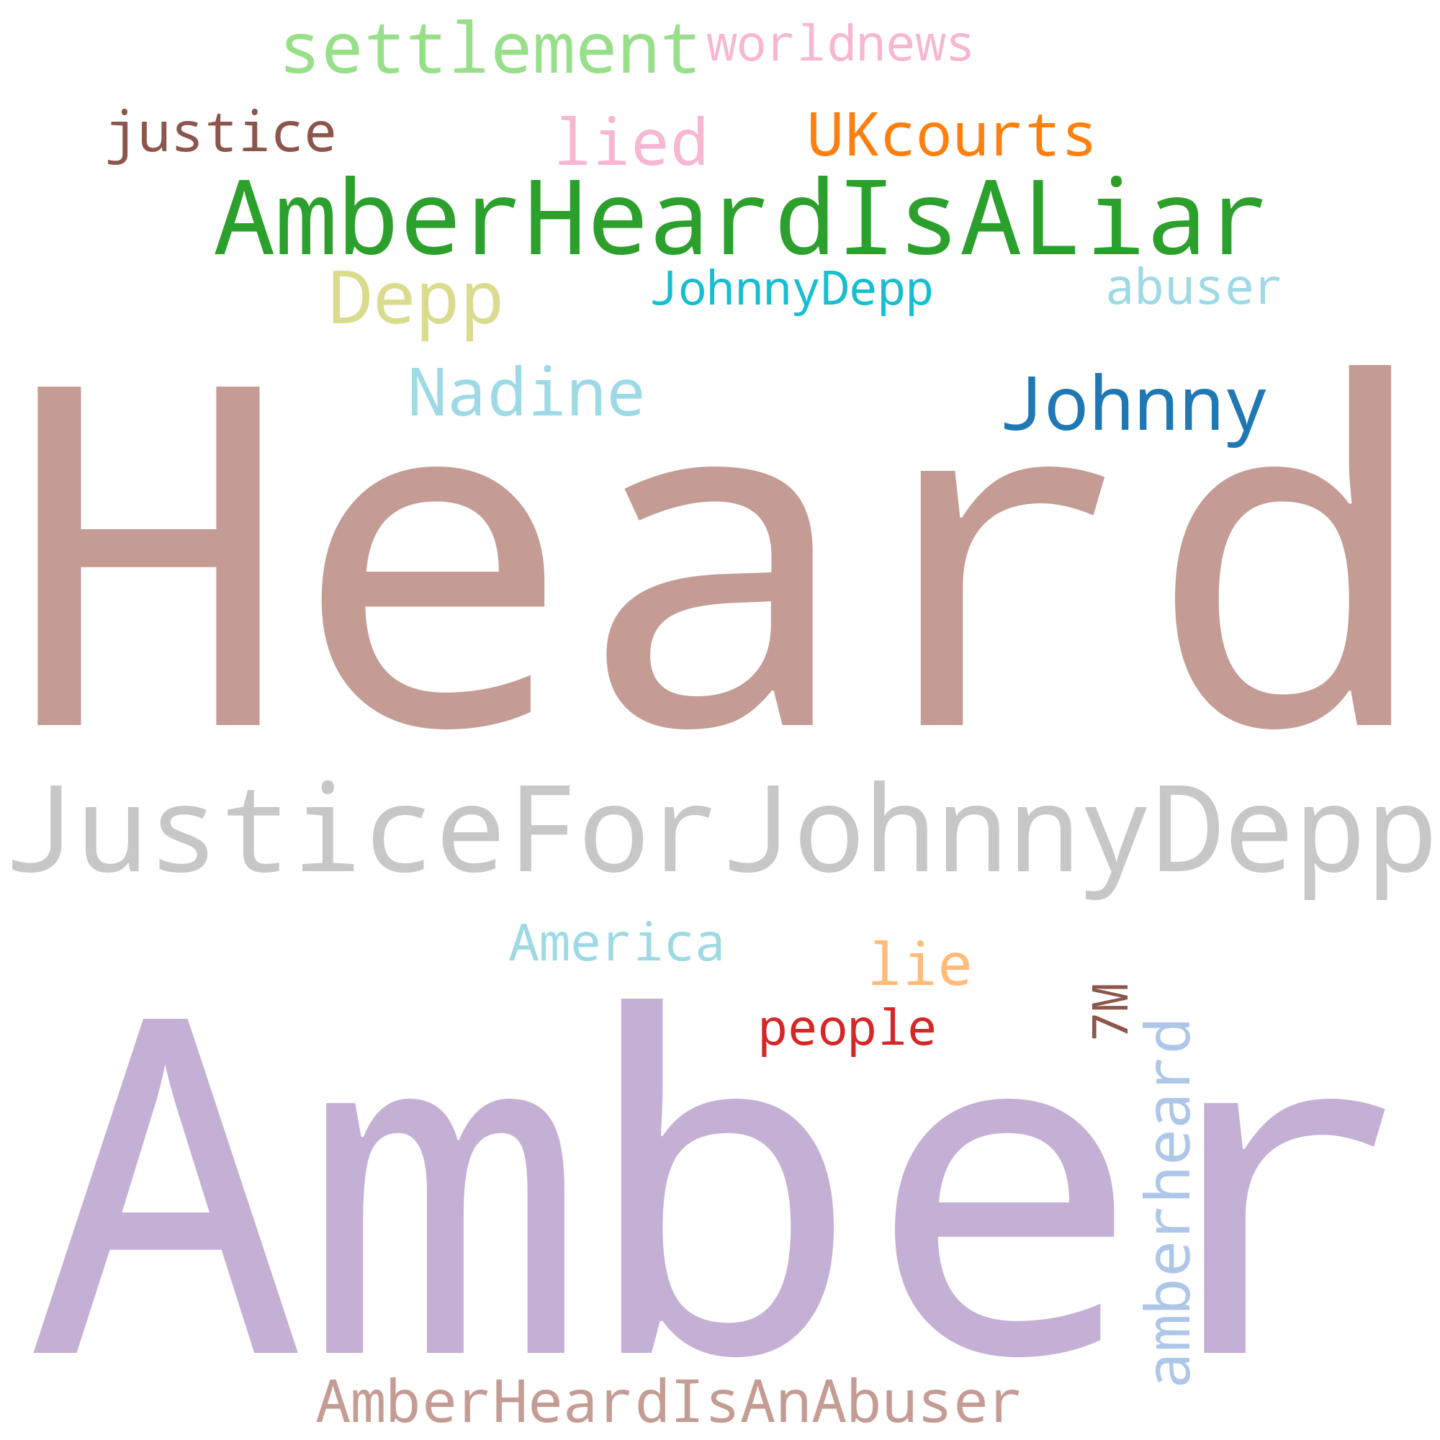 settlement worldnews
justice lied UKcourts
AmberHeardIsALiar
Depp JohnnyDepp abuser
Nadine Johnny
Heard
JusticeForJohnnyDepp
America lie
people 7M
Amber amberheard
AmberHeardIsAnAbuser